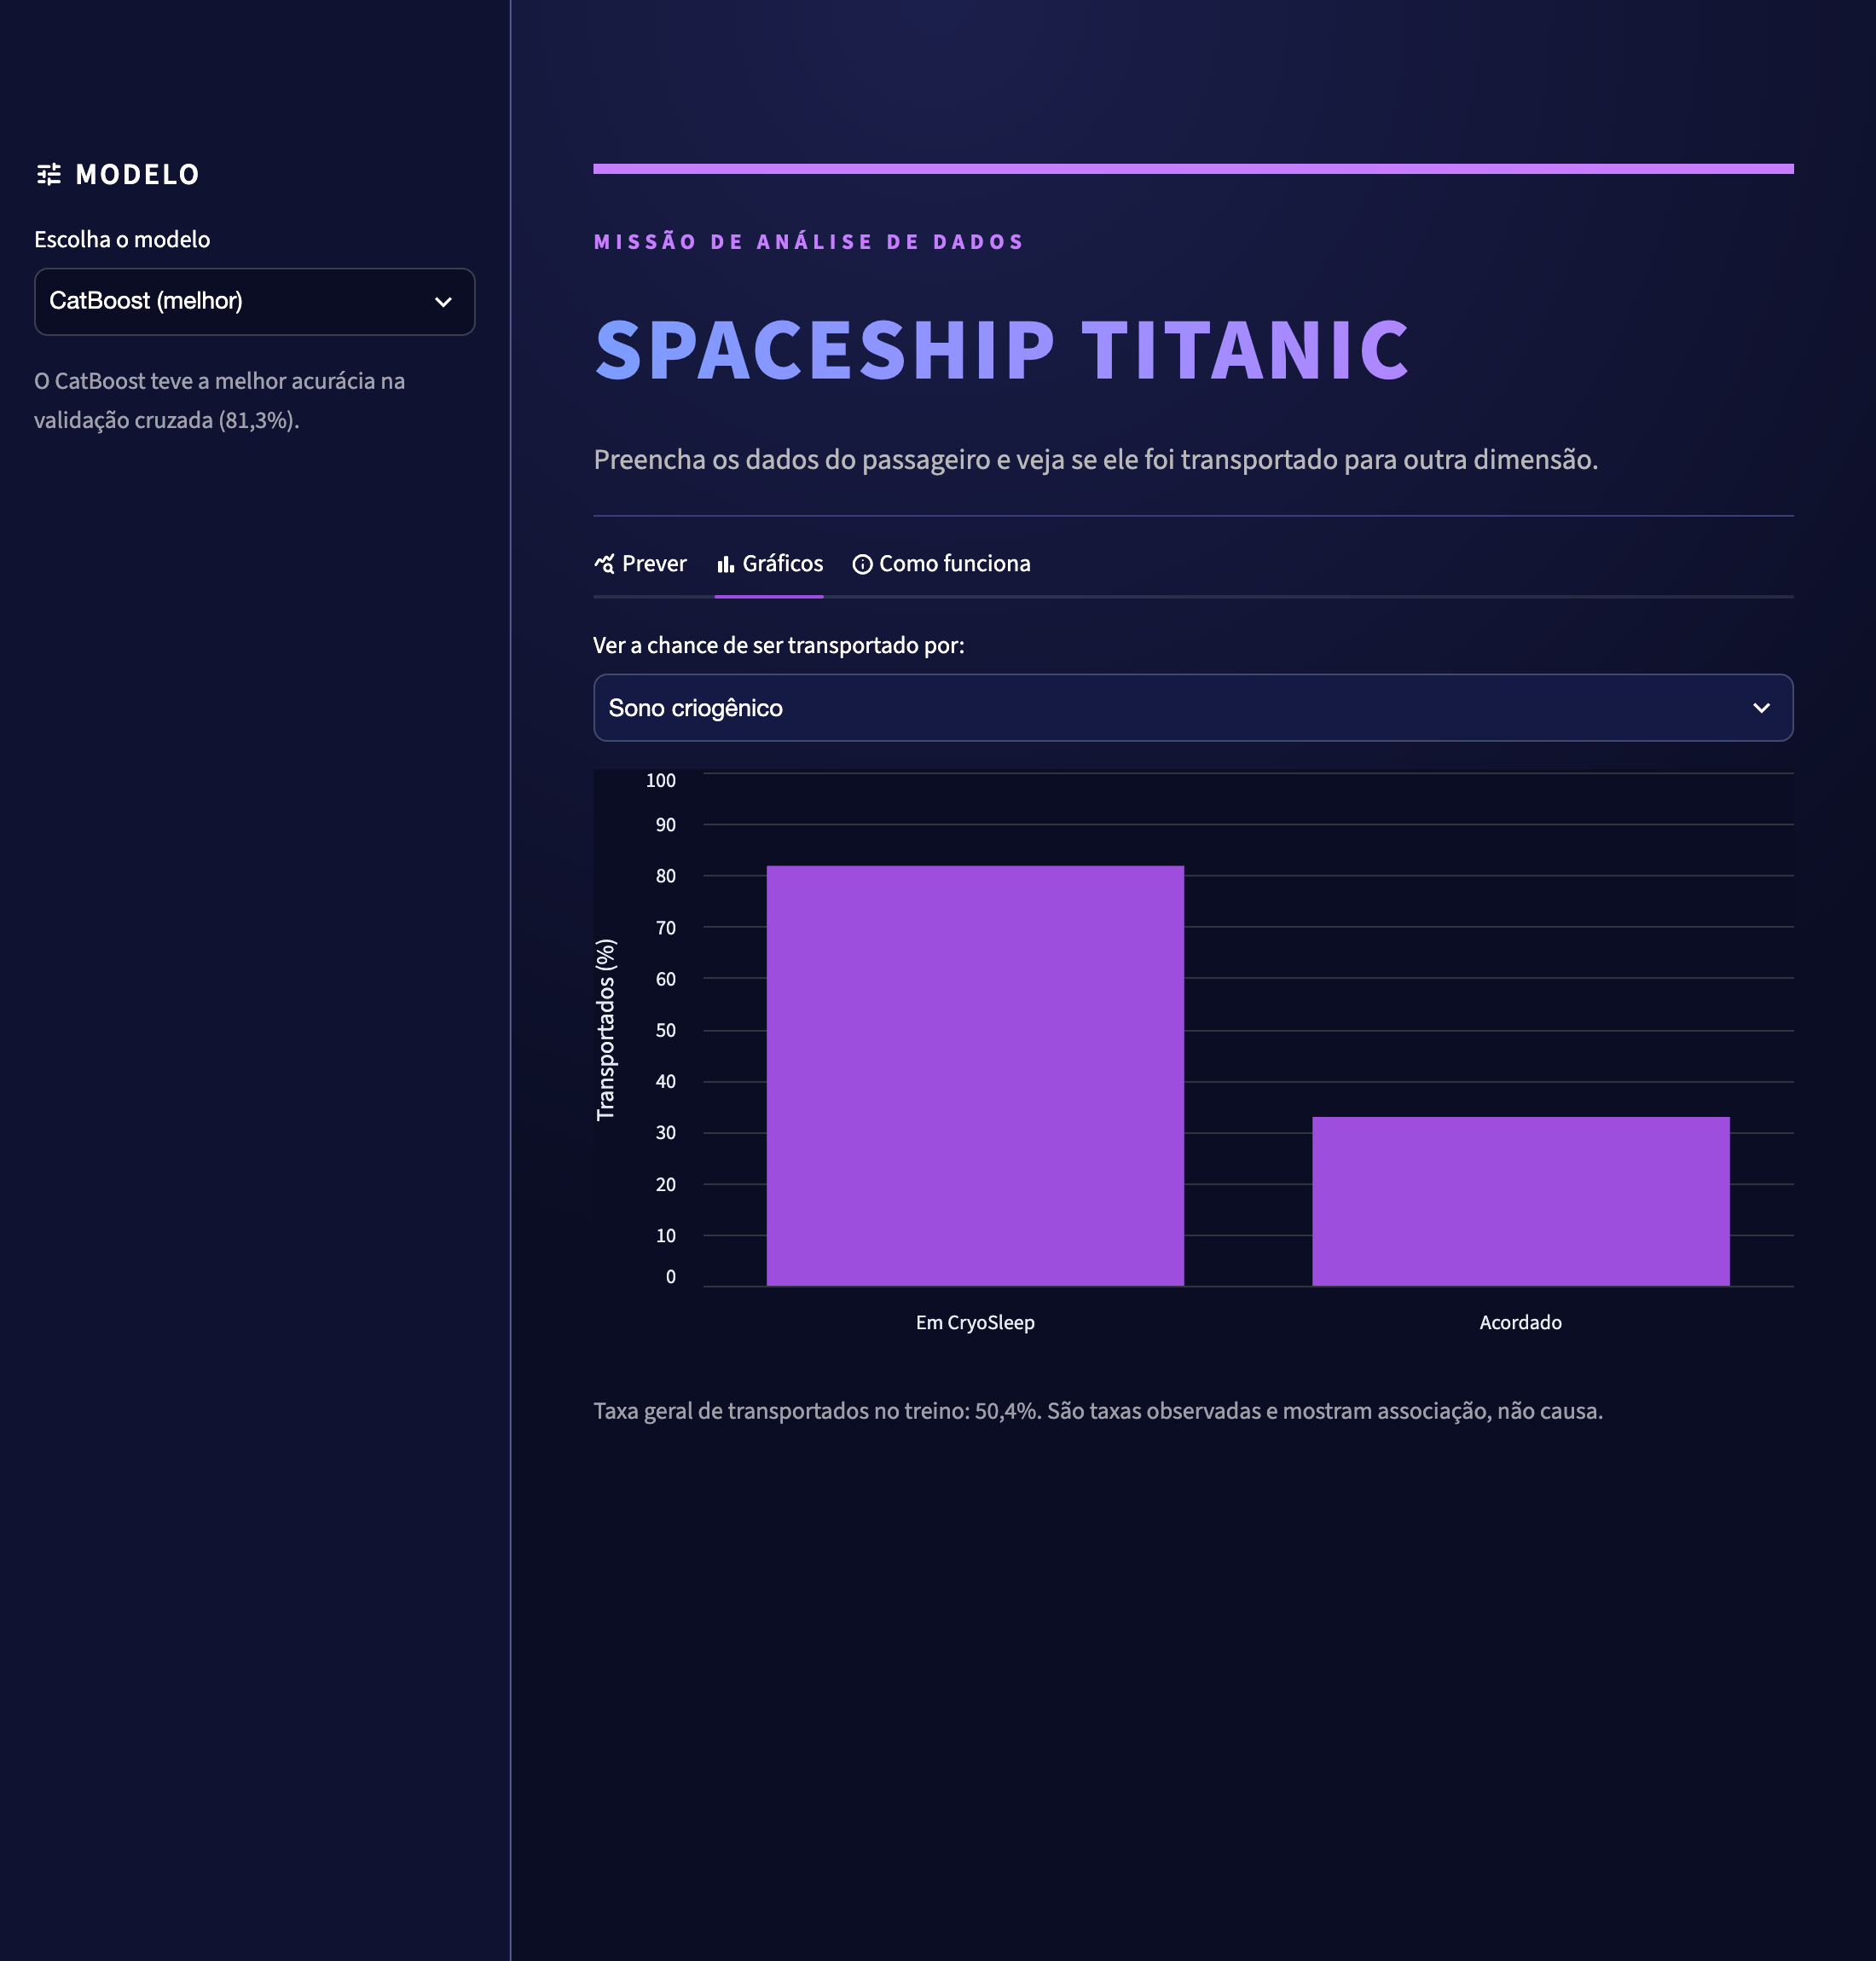 MODELO
Escolha o modelo
CatBoost (melhor)
O CatBoost teve a melhor acurácia na
validação cruzada (81,3%).
MISSÃO DE ANÁLISE DE DADOS
SPACESHIP TITANIC
Preencha os dados do passageiro e veja se ele foi transportado para outra dimensão.
Prever Gráficos Como funciona
Ver a chance de ser transportado por:
Sono criogênico
100
90
80
70
60
50
40
30
20
10
0
Transportados (%)
Em CryoSleep Acordado
Taxa geral de transportados no treino: 50,4%. São taxas observadas e mostram associação, não causa.